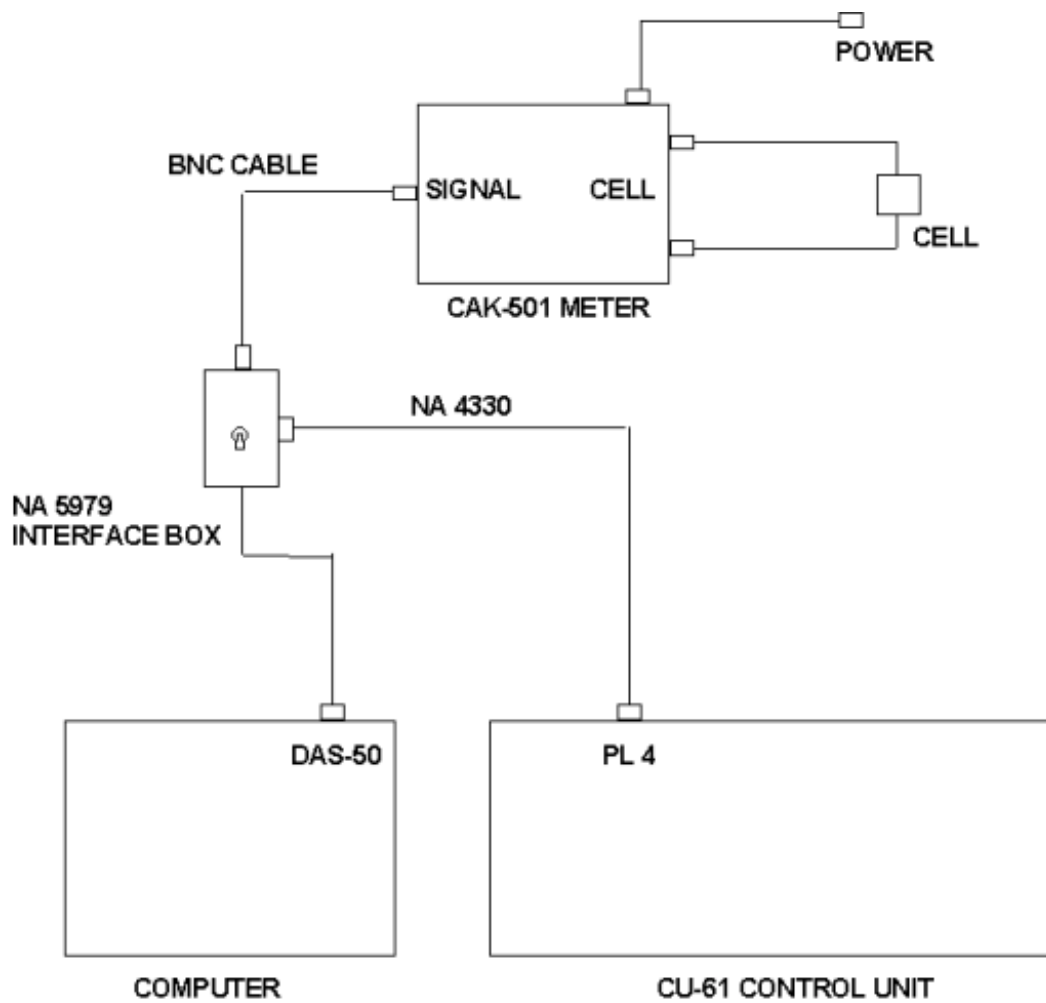 POWER
BNC CABLE
SIGNAL
CELL
CELL
CAK-501 METER
NA 4330
NA 5979
INTERFACE BOX
DAS-50
PL 4
COMPUTER
CU-61 CONTROL UNIT